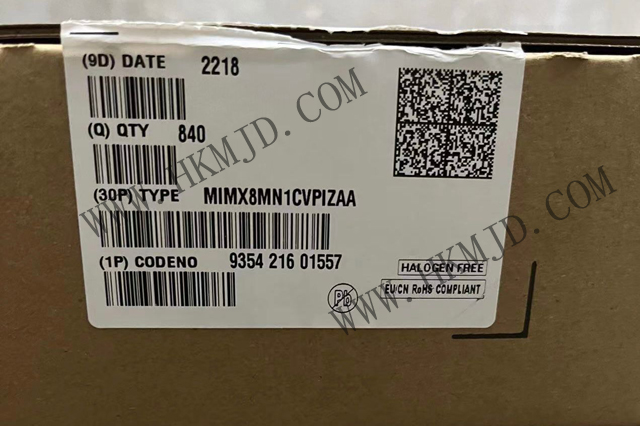 (9D) DATE 2218
(Q) QTY 840
(30P) TYPE MIMX8MN1CVPIZAA
(1P) CODENO 9354 216 01557
HALOGEN FREE
Pb
EU/CN RoHS COMPLIANT
WWW.HKMJD.COM
WWW.HKMJD.COM